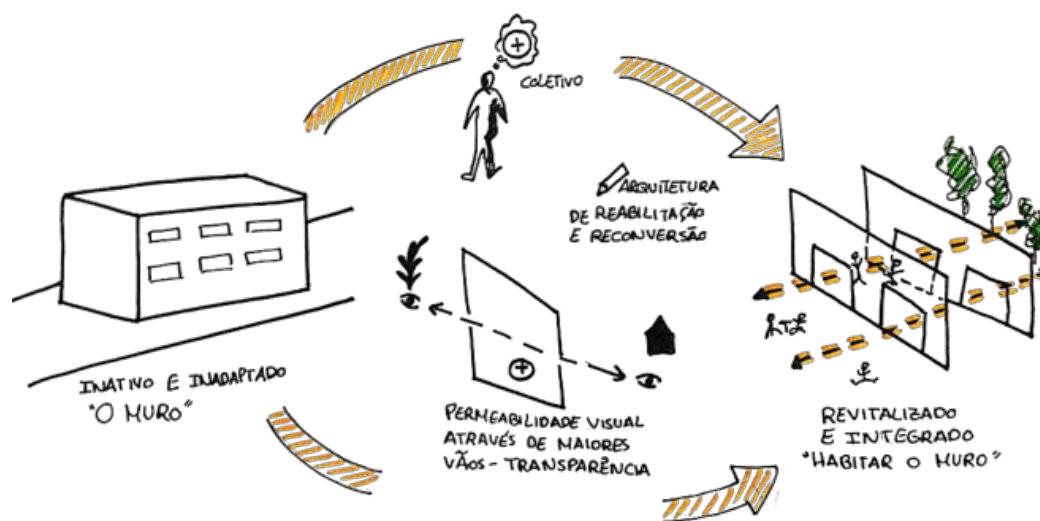 COLETIVO
ARQUITETURA
DE REABILITAÇÃO
E RECONVERSÃO
INATIVO E INADAPTADO
"O MURO"
PERMEABILIDADE VISUAL
ATRAVÉS DE MAIORES
VÃOS - TRANSPARÊNCIA
REVITALIZADO
E INTEGRADO
"HABITAR O MURO"